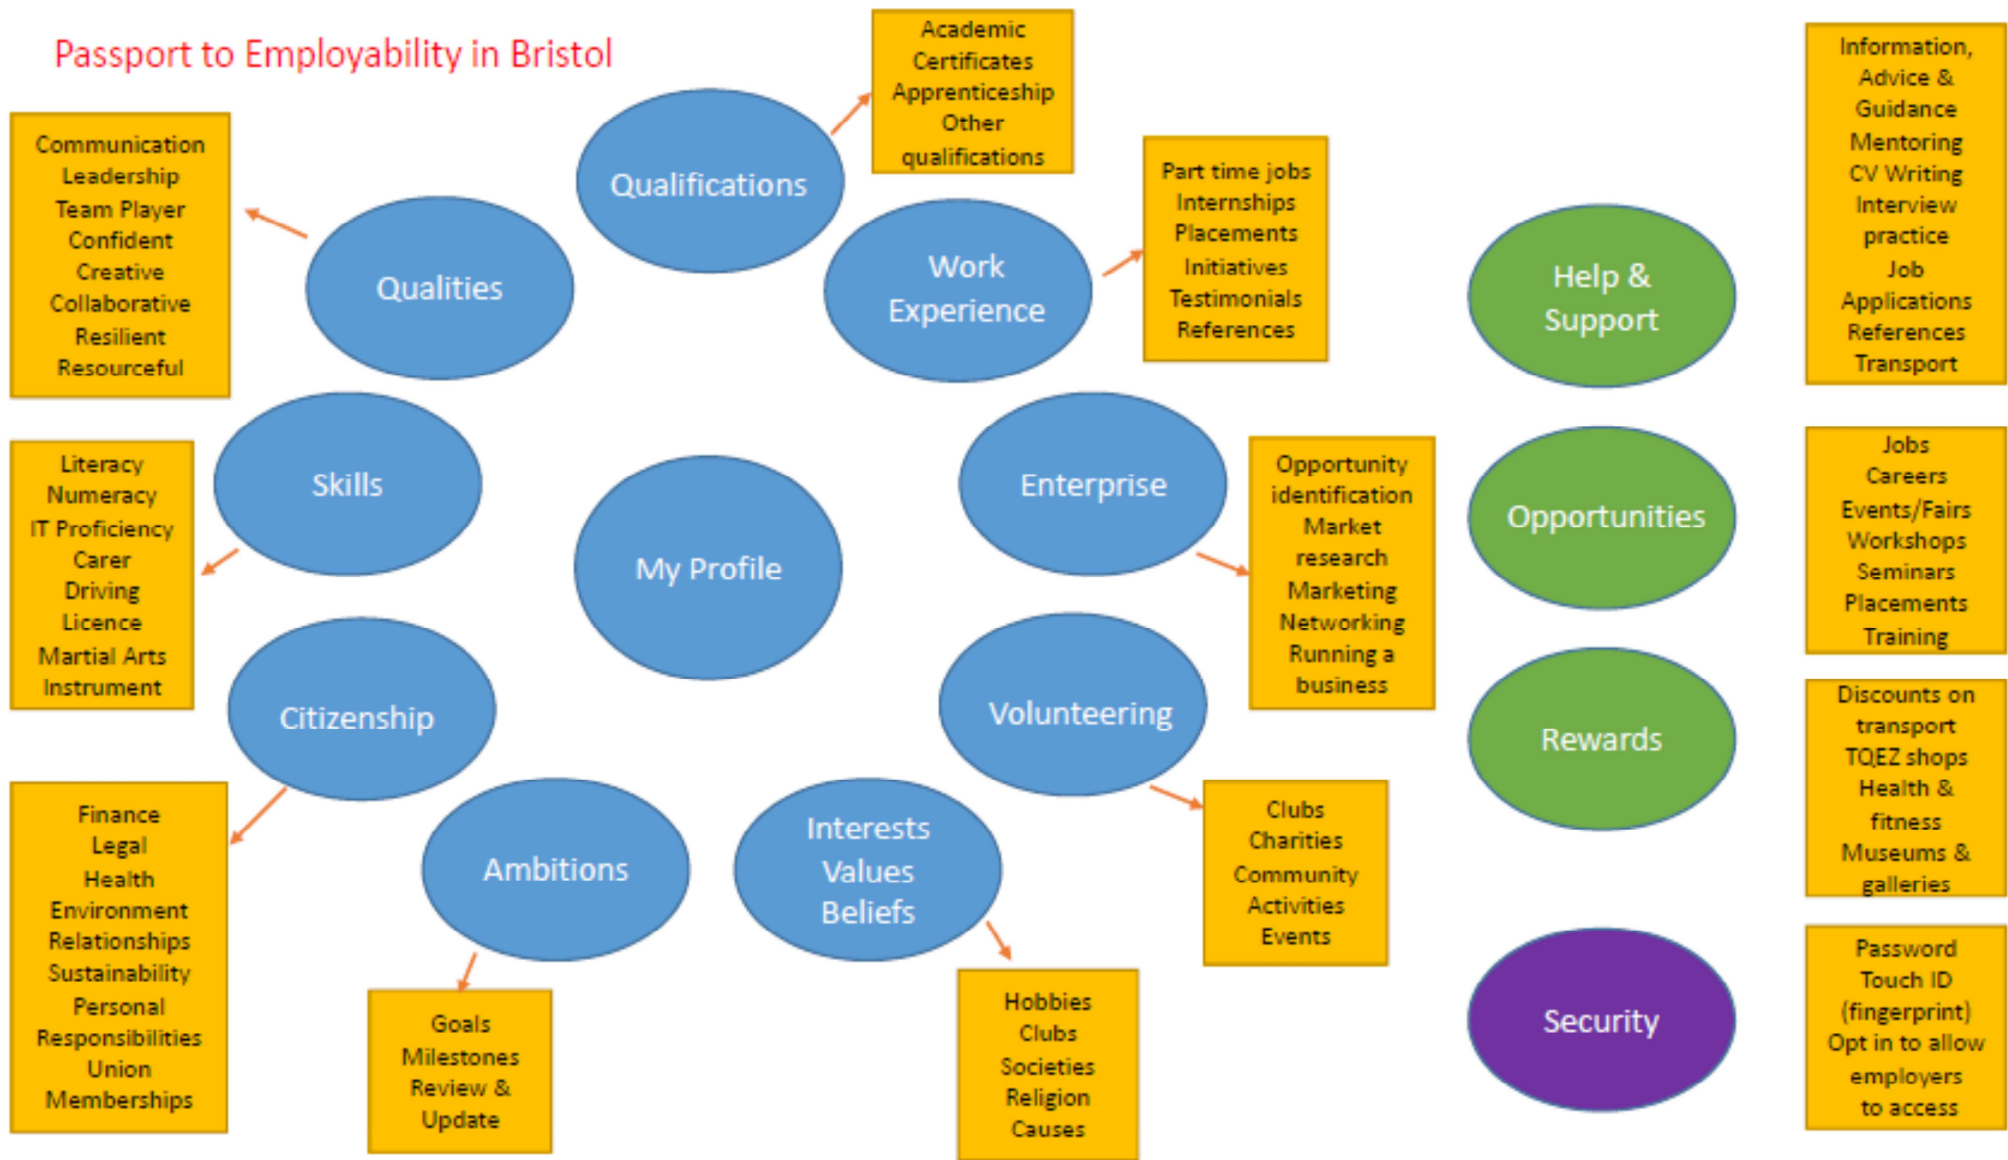 Passport to Employability in Bristol
Communication
Leadership
Team Player
Confident
Creative
Collaborative
Resilient
Resourceful
Qualities
Qualifications
Academic
Certificates
Apprenticeship
Other
qualifications
Work
Experience
Part time jobs
Internships
Placements
Initiatives
Testimonials
References
Literacy
Numeracy
IT Proficiency
Carer
Driving
Licence
Martial Arts
Instrument
Skills
My Profile
Enterprise
Opportunity
identification
Market
research
Marketing
Networking
Running a
business
Citizenship
Finance
Legal
Health
Environment
Relationships
Sustainability
Personal
Responsibilities
Union
Memberships
Ambitions
Goals
Milestones
Review &
Update
Interests
Values
Beliefs
Hobbies
Clubs
Societies
Religion
Causes
Volunteering
Clubs
Charities
Community
Activities
Events
Help &
Support
Information,
Advice &
Guidance
Mentoring
CV Writing
Interview
practice
Job
Applications
References
Transport
Opportunities
Jobs
Careers
Events/Fairs
Workshops
Seminars
Placements
Training
Rewards
Discounts on
transport
TQEZ shops
Health &
fitness
Museums &
galleries
Security
Password
Touch ID
(fingerprint)
Opt in to allow
employers
to access